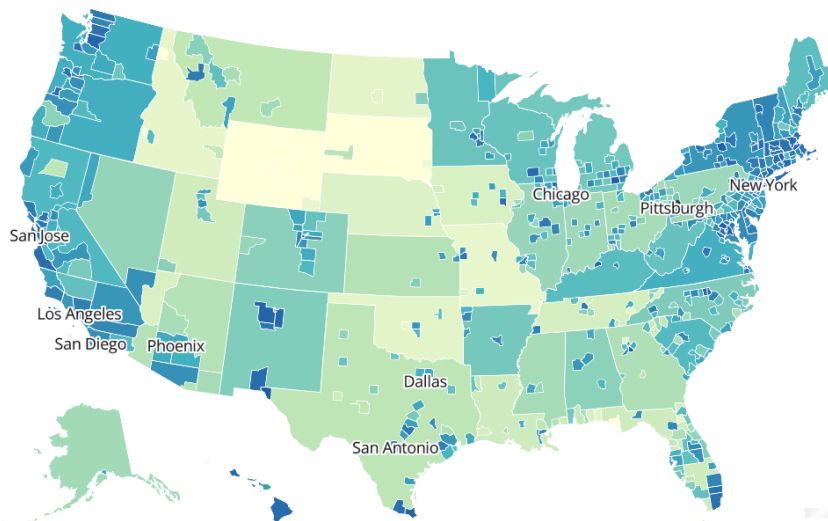 New York
Chicago
Pittsburgh
San Jose
Los Angeles
San Diego
Phoenix
Dallas
San Antonio